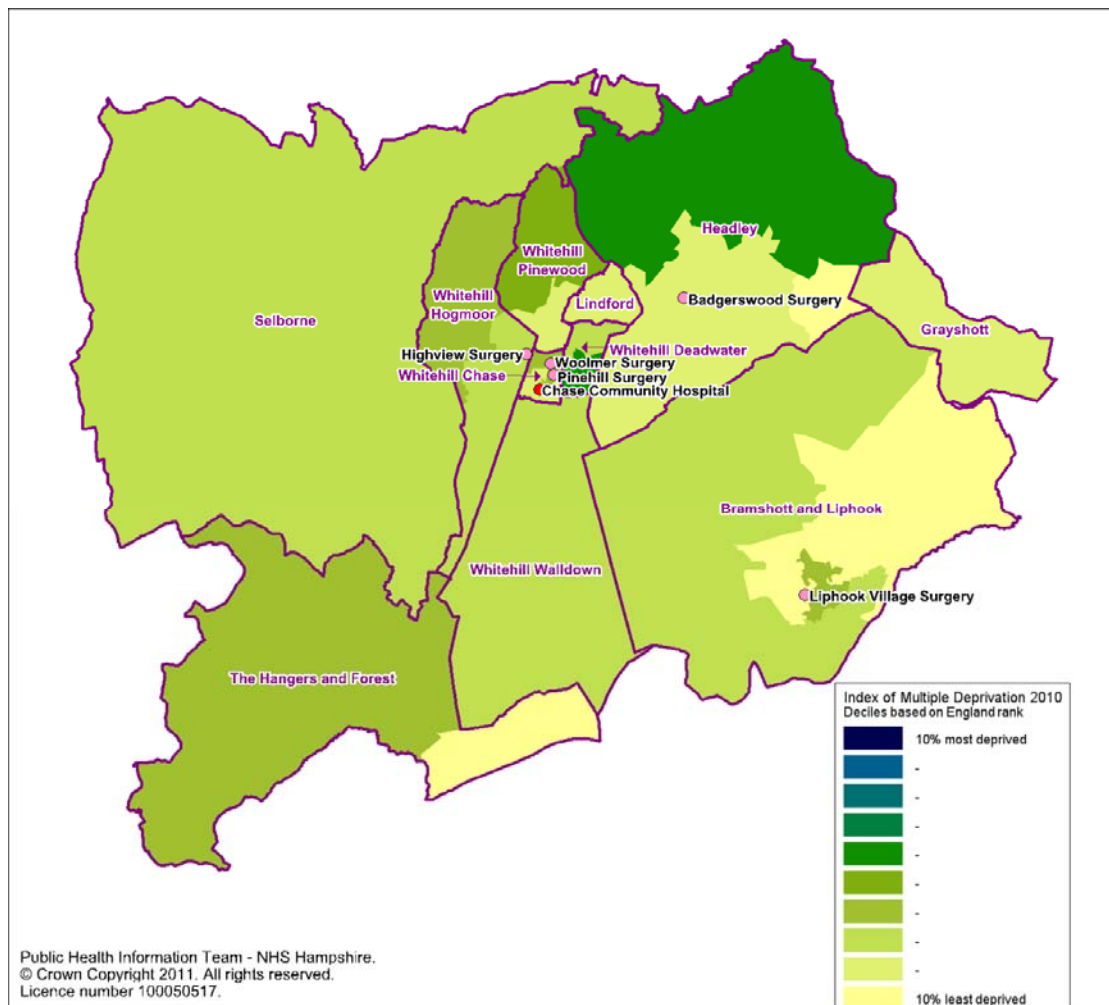 Headley
Whitehill
Pinewood
Whitehill
Hogmoor
Lindford
Badgerswood Surgery
Selborne
Grayshott
Highview Surgery
Whitehill Deadwater
Woolmer Surgery
Whitehill Chase
Pinehill Surgery
Chase Community Hospital
Bramshott and Liphook
Whitehill Walldown
Liphook Village Surgery
The Hangers and Forest
Index of Multiple Deprivation 2010
Deciles based on England rank
10% most deprived
-
-
-
-
-
-
-
-
10% least deprived
Public Health Information Team - NHS Hampshire.
© Crown Copyright 2011. All rights reserved.
Licence number 100050517.